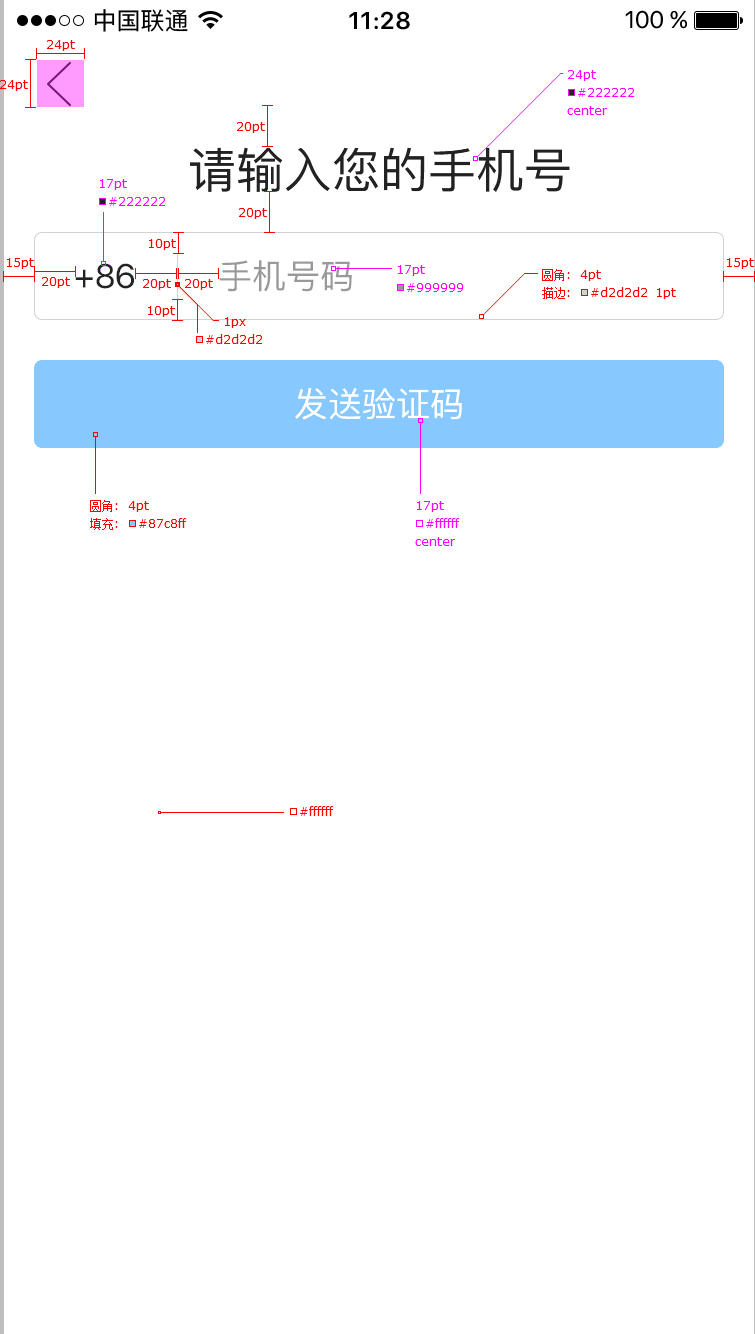 中国联通
11:28
100 %
24pt
24pt
24pt
#222222
center
20pt
请输入您的手机号
17pt
#222222
20pt
10pt
15pt
20pt
+86
20pt
20pt
手机号码
17pt
#999999
圆角： 4pt
描边： #d2d2d2 1pt
15pt
10pt
1px
#d2d2d2
发送验证码
圆角： 4pt
填充： #87c8ff
17pt
#ffffff
center
#ffffff